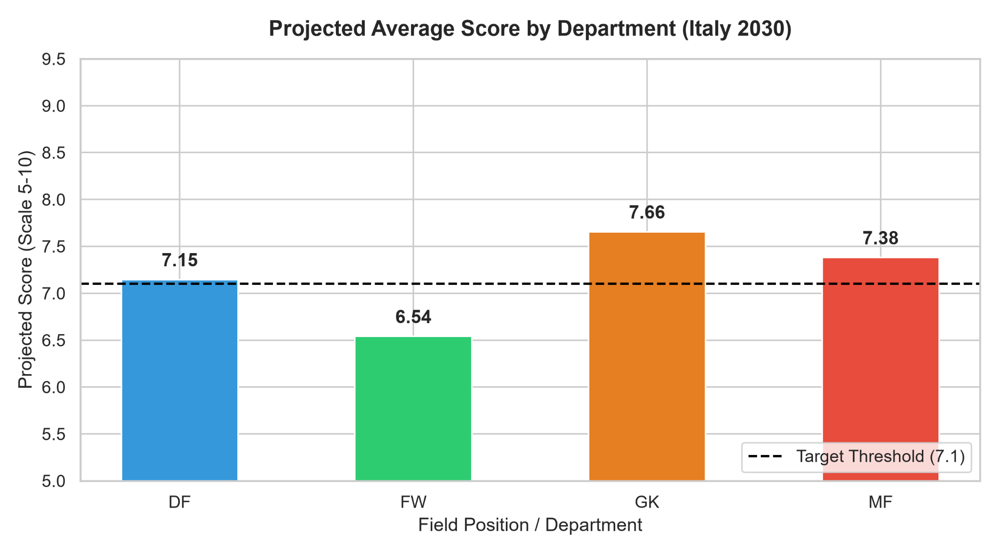 Projected Average Score by Department (Italy 2030)
Projected Score (Scale 5-10)
9.5
9.0
8.5
8.0
7.5
7.0
6.5
6.0
5.5
5.0
7.15
6.54
7.66
7.38
Target Threshold (7.1)
DF
FW
GK
MF
Field Position / Department